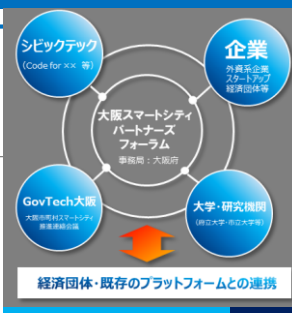 シビックテック
(Code for ×× 等)
企業
外資系企業
スタートアップ
経済団体等
大阪スマートシティ
パートナーズ
フォーラム
事務局：大阪府
GovTech大阪
大阪市町村スマートシティ
推進連絡会議
大学・研究機関
(府立大学・市立大学等)
経済団体・既存のプラットフォームとの連携